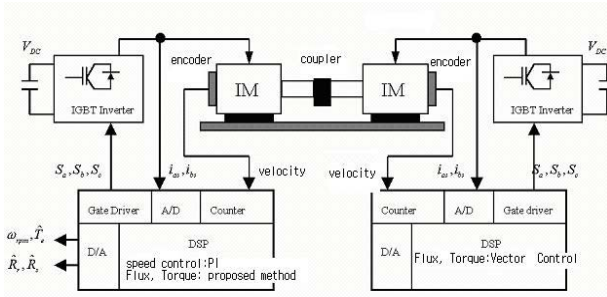 V_DC
encoder
coupler
encoder
V_DC
IM
IM
IGBT Inverter
IGBT Inverter
S_a, S_b, S_c
i_as, i_bs
velocity
velocity
i_as, i_bs
S_a, S_b, S_c
Gate Driver
A/D
Counter
Counter
A/D
Gate driver
D/A
DSP
speed control:PI
Flux, Torque: proposed method
D/A
DSP
Flux, Torque:Vector Control
ω_rpm, T̂_e
R̂_r, R̂_s